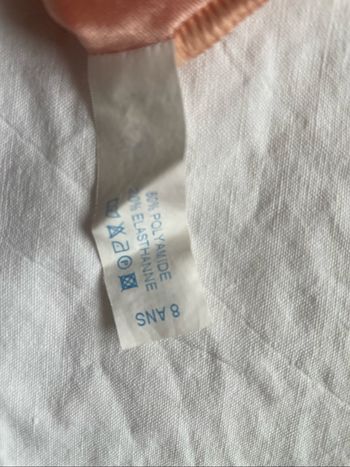 80% POLYAMIDE
20% ELASTHANNE
8 ANS